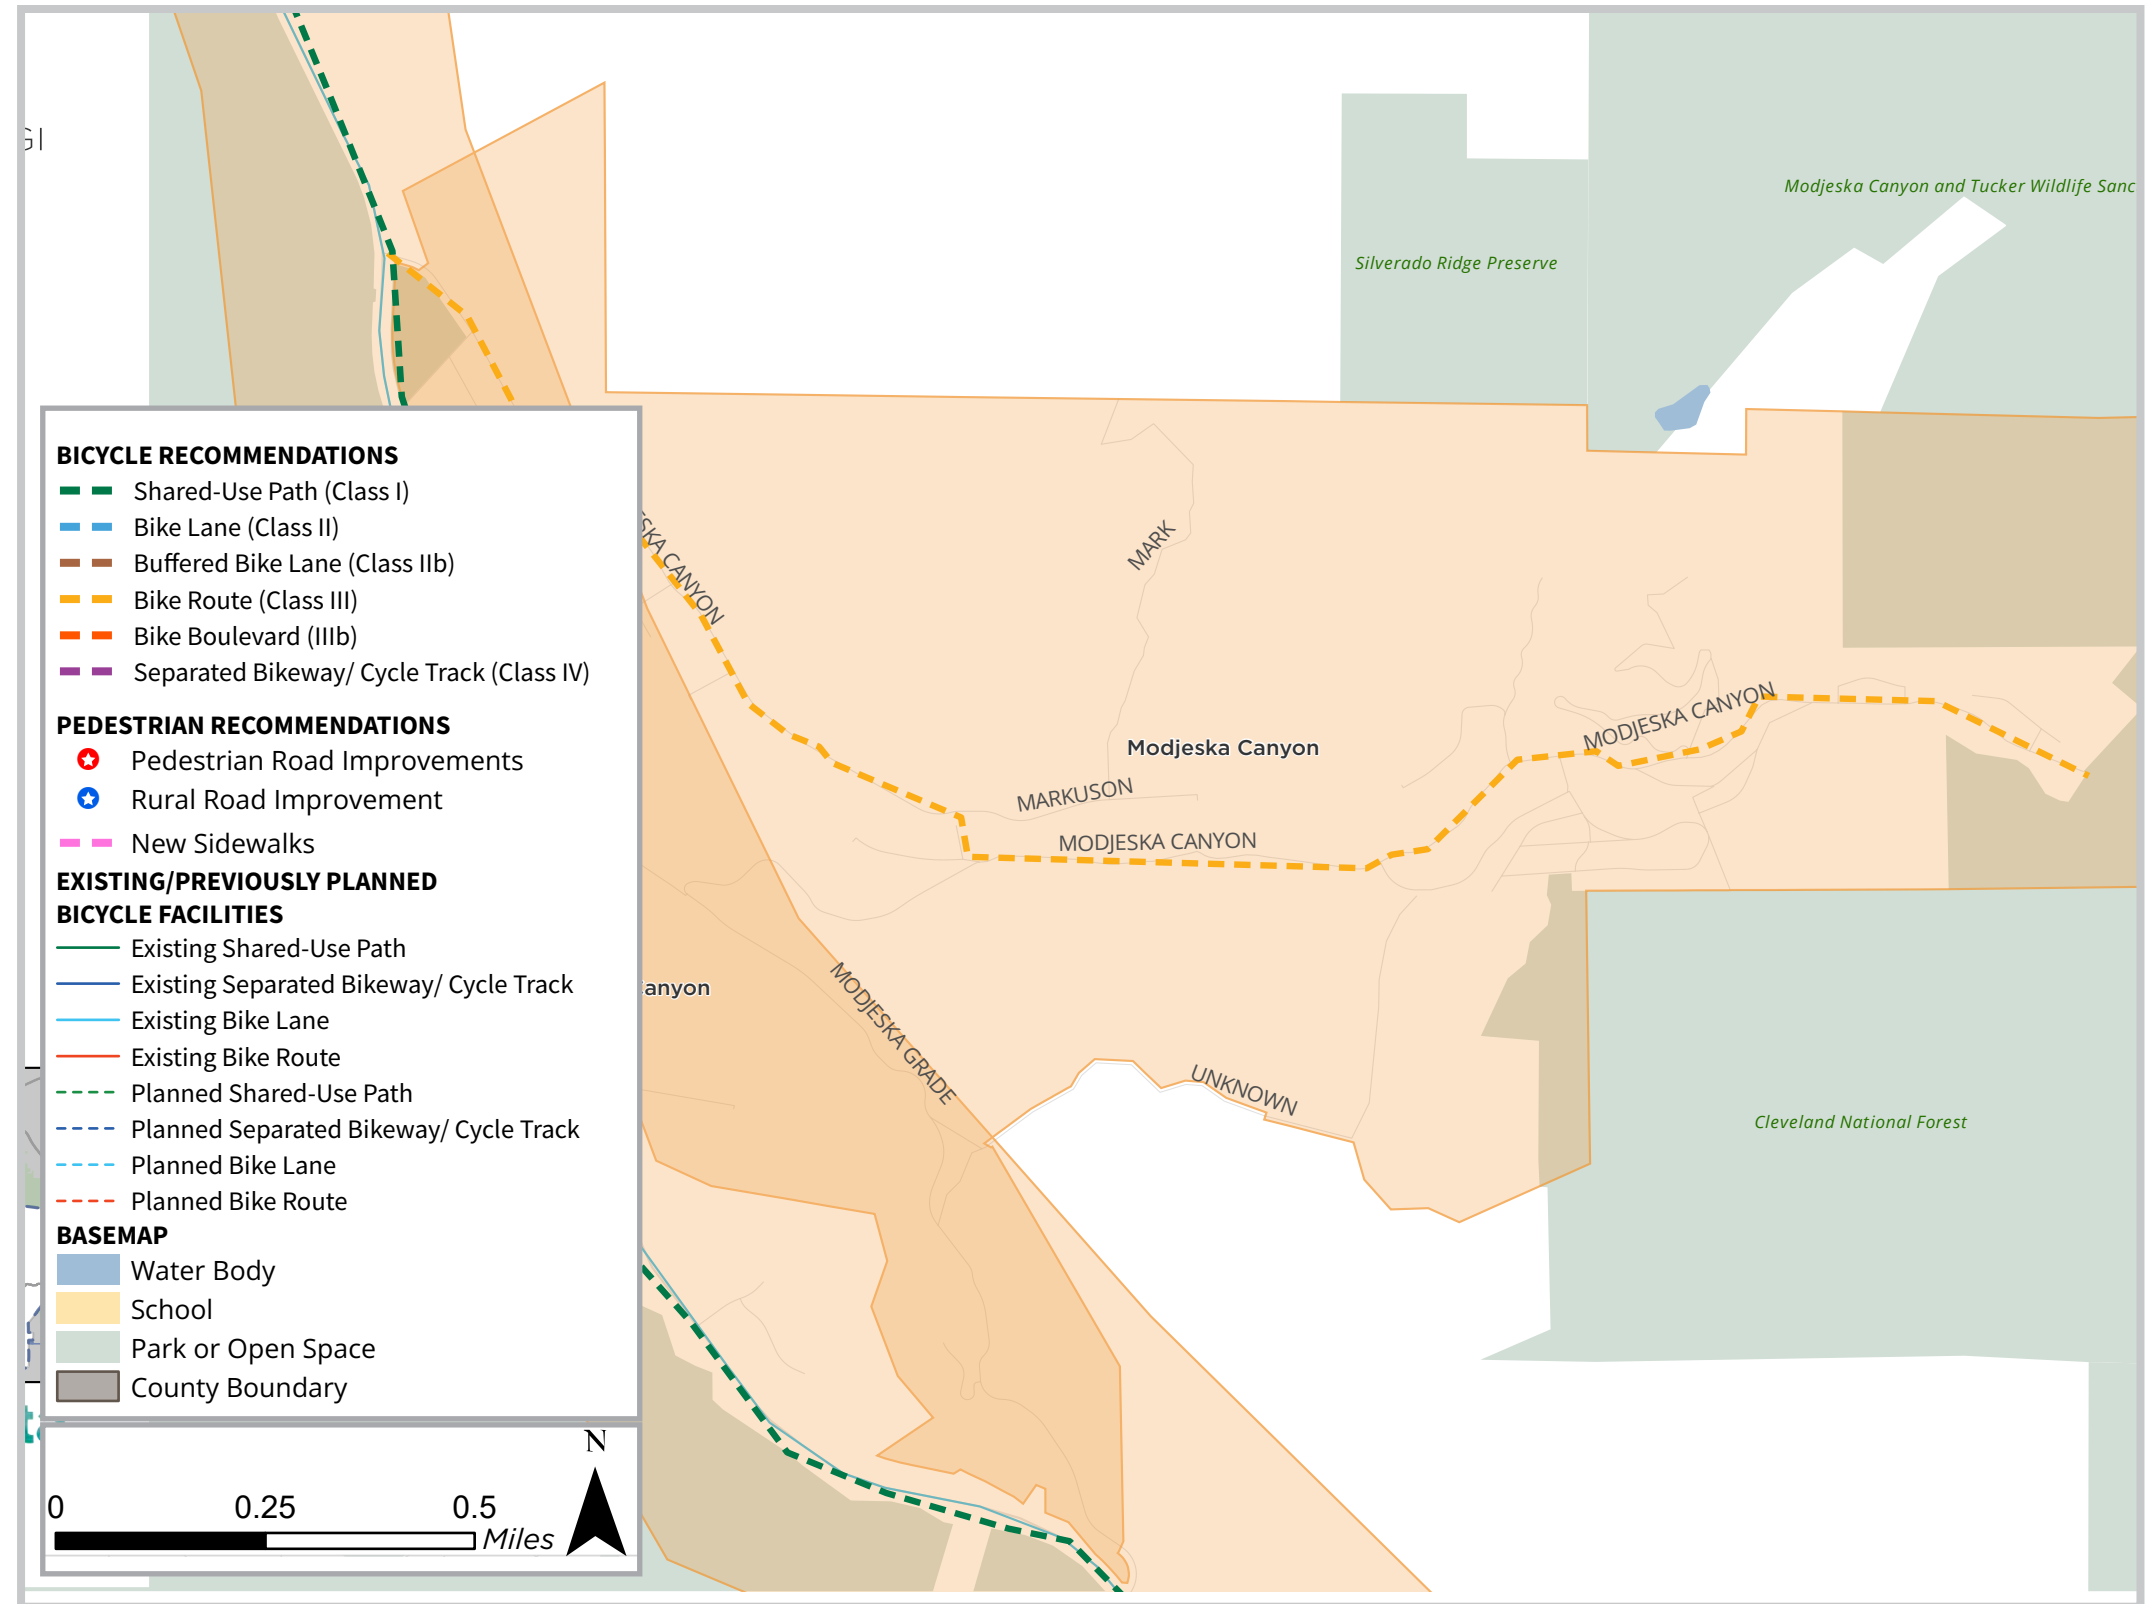 Modjeska Canyon and Tucker Wildlife Sanc
Silverado Ridge Preserve
CANYON
MARK
MODJESKA CANYON
Modjeska Canyon
MARKUSON
MODJESKA CANYON
anyon
MODJESKA GRADE
UNKNOWN
Cleveland National Forest
BICYCLE RECOMMENDATIONS
Shared-Use Path (Class I)
Bike Lane (Class II)
Buffered Bike Lane (Class IIb)
Bike Route (Class III)
Bike Boulevard (IIIb)
Separated Bikeway/ Cycle Track (Class IV)
PEDESTRIAN RECOMMENDATIONS
Pedestrian Road Improvements
Rural Road Improvement
New Sidewalks
EXISTING/PREVIOUSLY PLANNED
BICYCLE FACILITIES
Existing Shared-Use Path
Existing Separated Bikeway/ Cycle Track
Existing Bike Lane
Existing Bike Route
Planned Shared-Use Path
Planned Separated Bikeway/ Cycle Track
Planned Bike Lane
Planned Bike Route
BASEMAP
Water Body
School
Park or Open Space
County Boundary
N
0 0.25 0.5
Miles